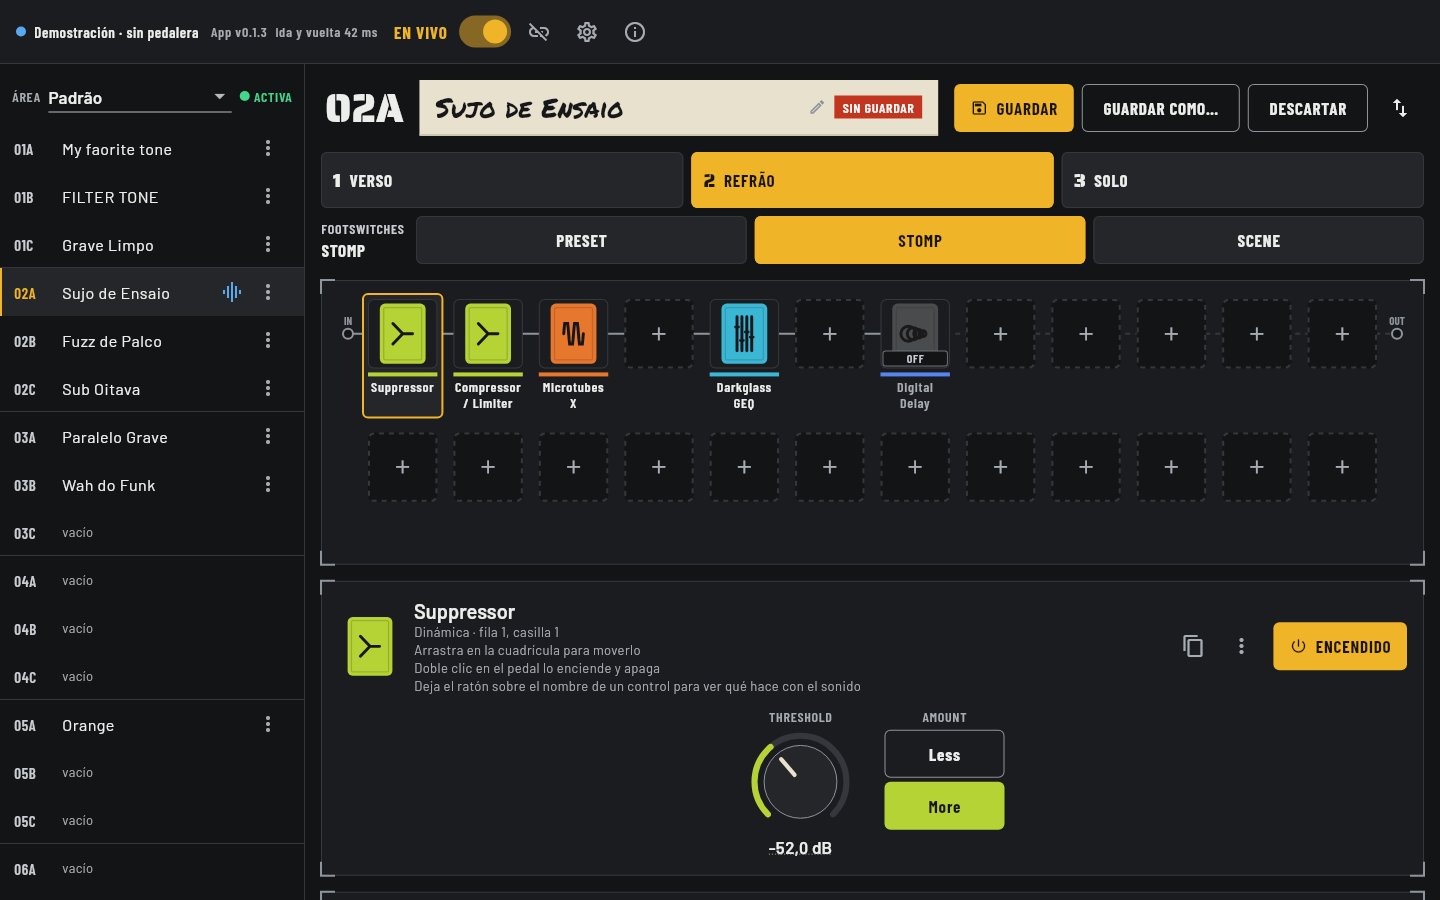 Demostración · sin pedalera App v0.1.3 Ida y vuelta 42 ms EN VIVO
ÁREA Padrão ACTIVA
01A My faorite tone
01B FILTER TONE
01C Grave Limpo
02A Sujo de Ensaio
02B Fuzz de Palco
02C Sub Oitava
03A Paralelo Grave
03B Wah do Funk
03C vacío
04A vacío
04B vacío
04C vacío
05A Orange
05B vacío
05C vacío
06A vacío
02A Sujo de Ensaio SIN GUARDAR GUARDAR GUARDAR COMO... DESCARTAR
1 VERSO 2 REFRÃO 3 SOLO
FOOTSWITCHES
STOMP
PRESET STOMP SCENE
IN OUT
OFF
Suppressor
Compressor
/ Limiter
Microtubes
X
Darkglass
GEQ
Digital
Delay
Suppressor
Dinámica · fila 1, casilla 1
Arrastra en la cuadrícula para moverlo
Doble clic en el pedal lo enciende y apaga
Deja el ratón sobre el nombre de un control para ver qué hace con el sonido
ENCENDIDO
THRESHOLD AMOUNT
Less
More
-52,0 dB